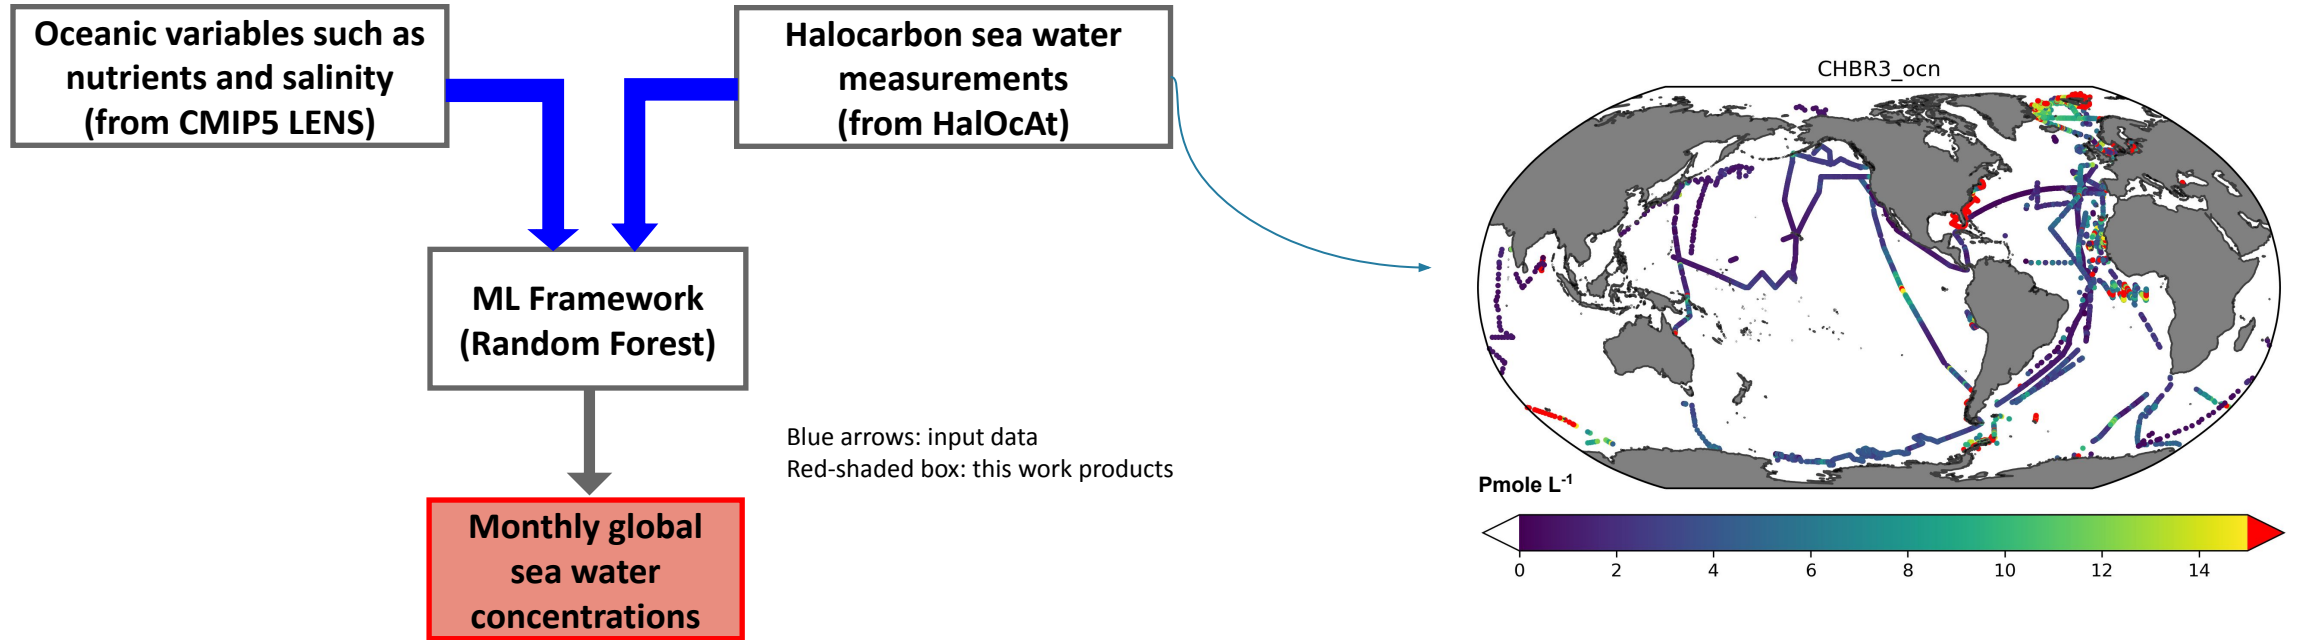 Oceanic variables such as
nutrients and salinity
(from CMIP5 LENS)
Halocarbon sea water
measurements
(from HalOcAt)
ML Framework
(Random Forest)
Blue arrows: input data
Red-shaded box: this work products
Monthly global
sea water
concentrations
CHBR3_ocn
Pmole L⁻¹
0 2 4 6 8 10 12 14